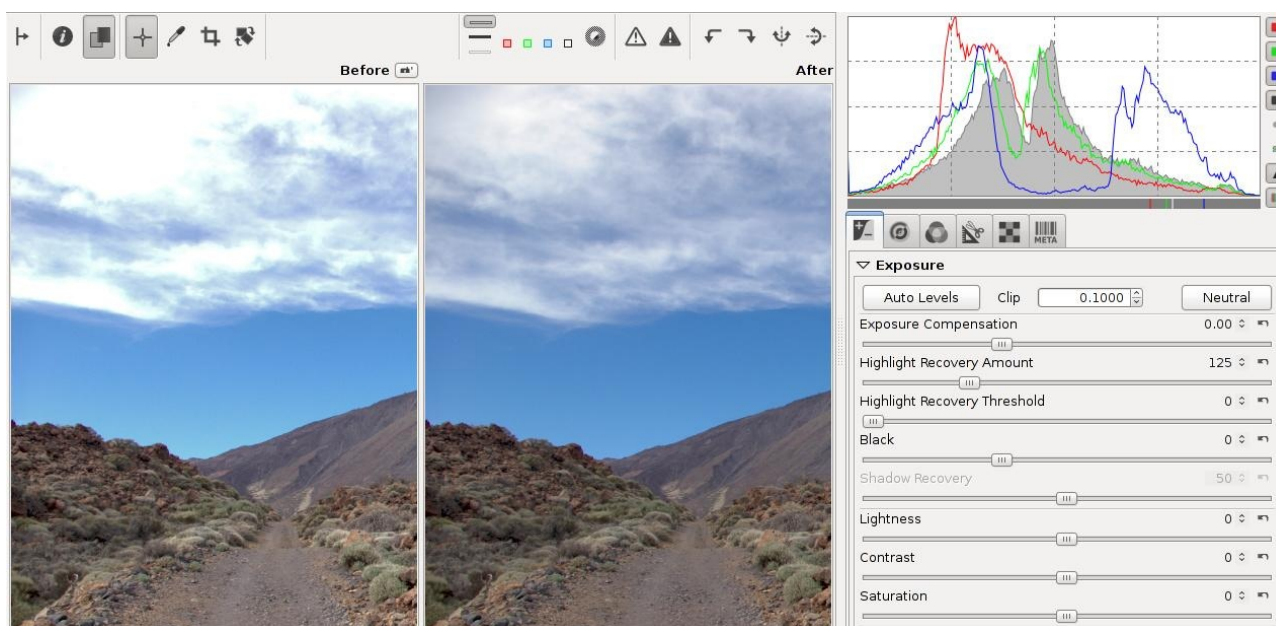 Before
After
META
Exposure
Auto Levels Clip 0.1000 Neutral
Exposure Compensation 0.00
Highlight Recovery Amount 125
Highlight Recovery Threshold 0
Black 0
Shadow Recovery 50
Lightness 0
Contrast 0
Saturation 0